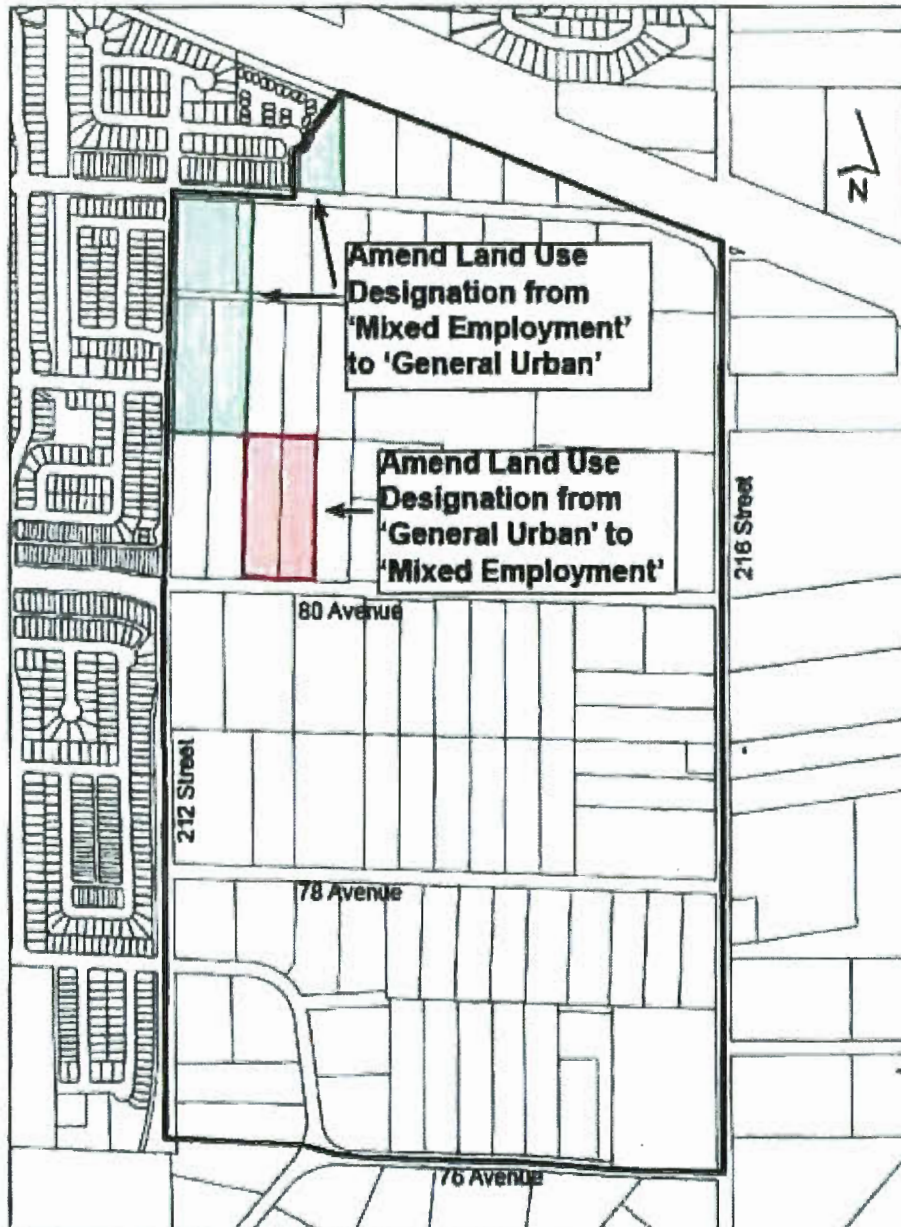 N
Amend Land Use
Designation from
'Mixed Employment'
to 'General Urban'
Amend Land Use
Designation from
'General Urban' to
'Mixed Employment'
216 Street
80 Avenue
212 Street
78 Avenue
76 Avenue